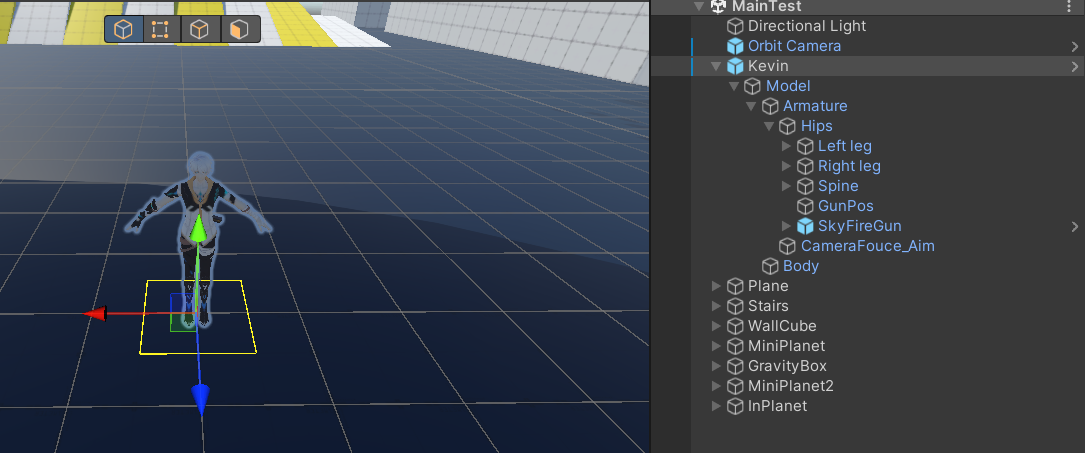 MainTest
Directional Light
Orbit Camera
Kevin
Model
Armature
Hips
Left leg
Right leg
Spine
GunPos
SkyFireGun
CameraFouce_Aim
Body
Plane
Stairs
WallCube
MiniPlanet
GravityBox
MiniPlanet2
InPlanet